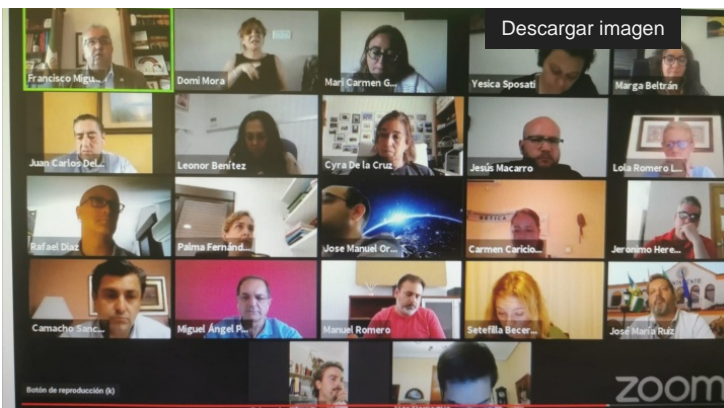 Descargar imagen
Francisco Migu...
Domi Mora
Mari Carmen G...
Yesica Sposati
Marga Beltrán
Juan Carlos Del...
Leonor Benítez
Cyra De la Cruz
Jesús Macarro
Lola Romero L...
Rafael Díaz
Palma Fernánd...
Jose Manuel Or...
Carmen Caricio...
Jeronimo Here...
Camacho Sanc...
Miguel Ángel P...
Manuel Romero
Setefilla Becer...
José María Ruiz
Botón de reproducción (k)
zoom